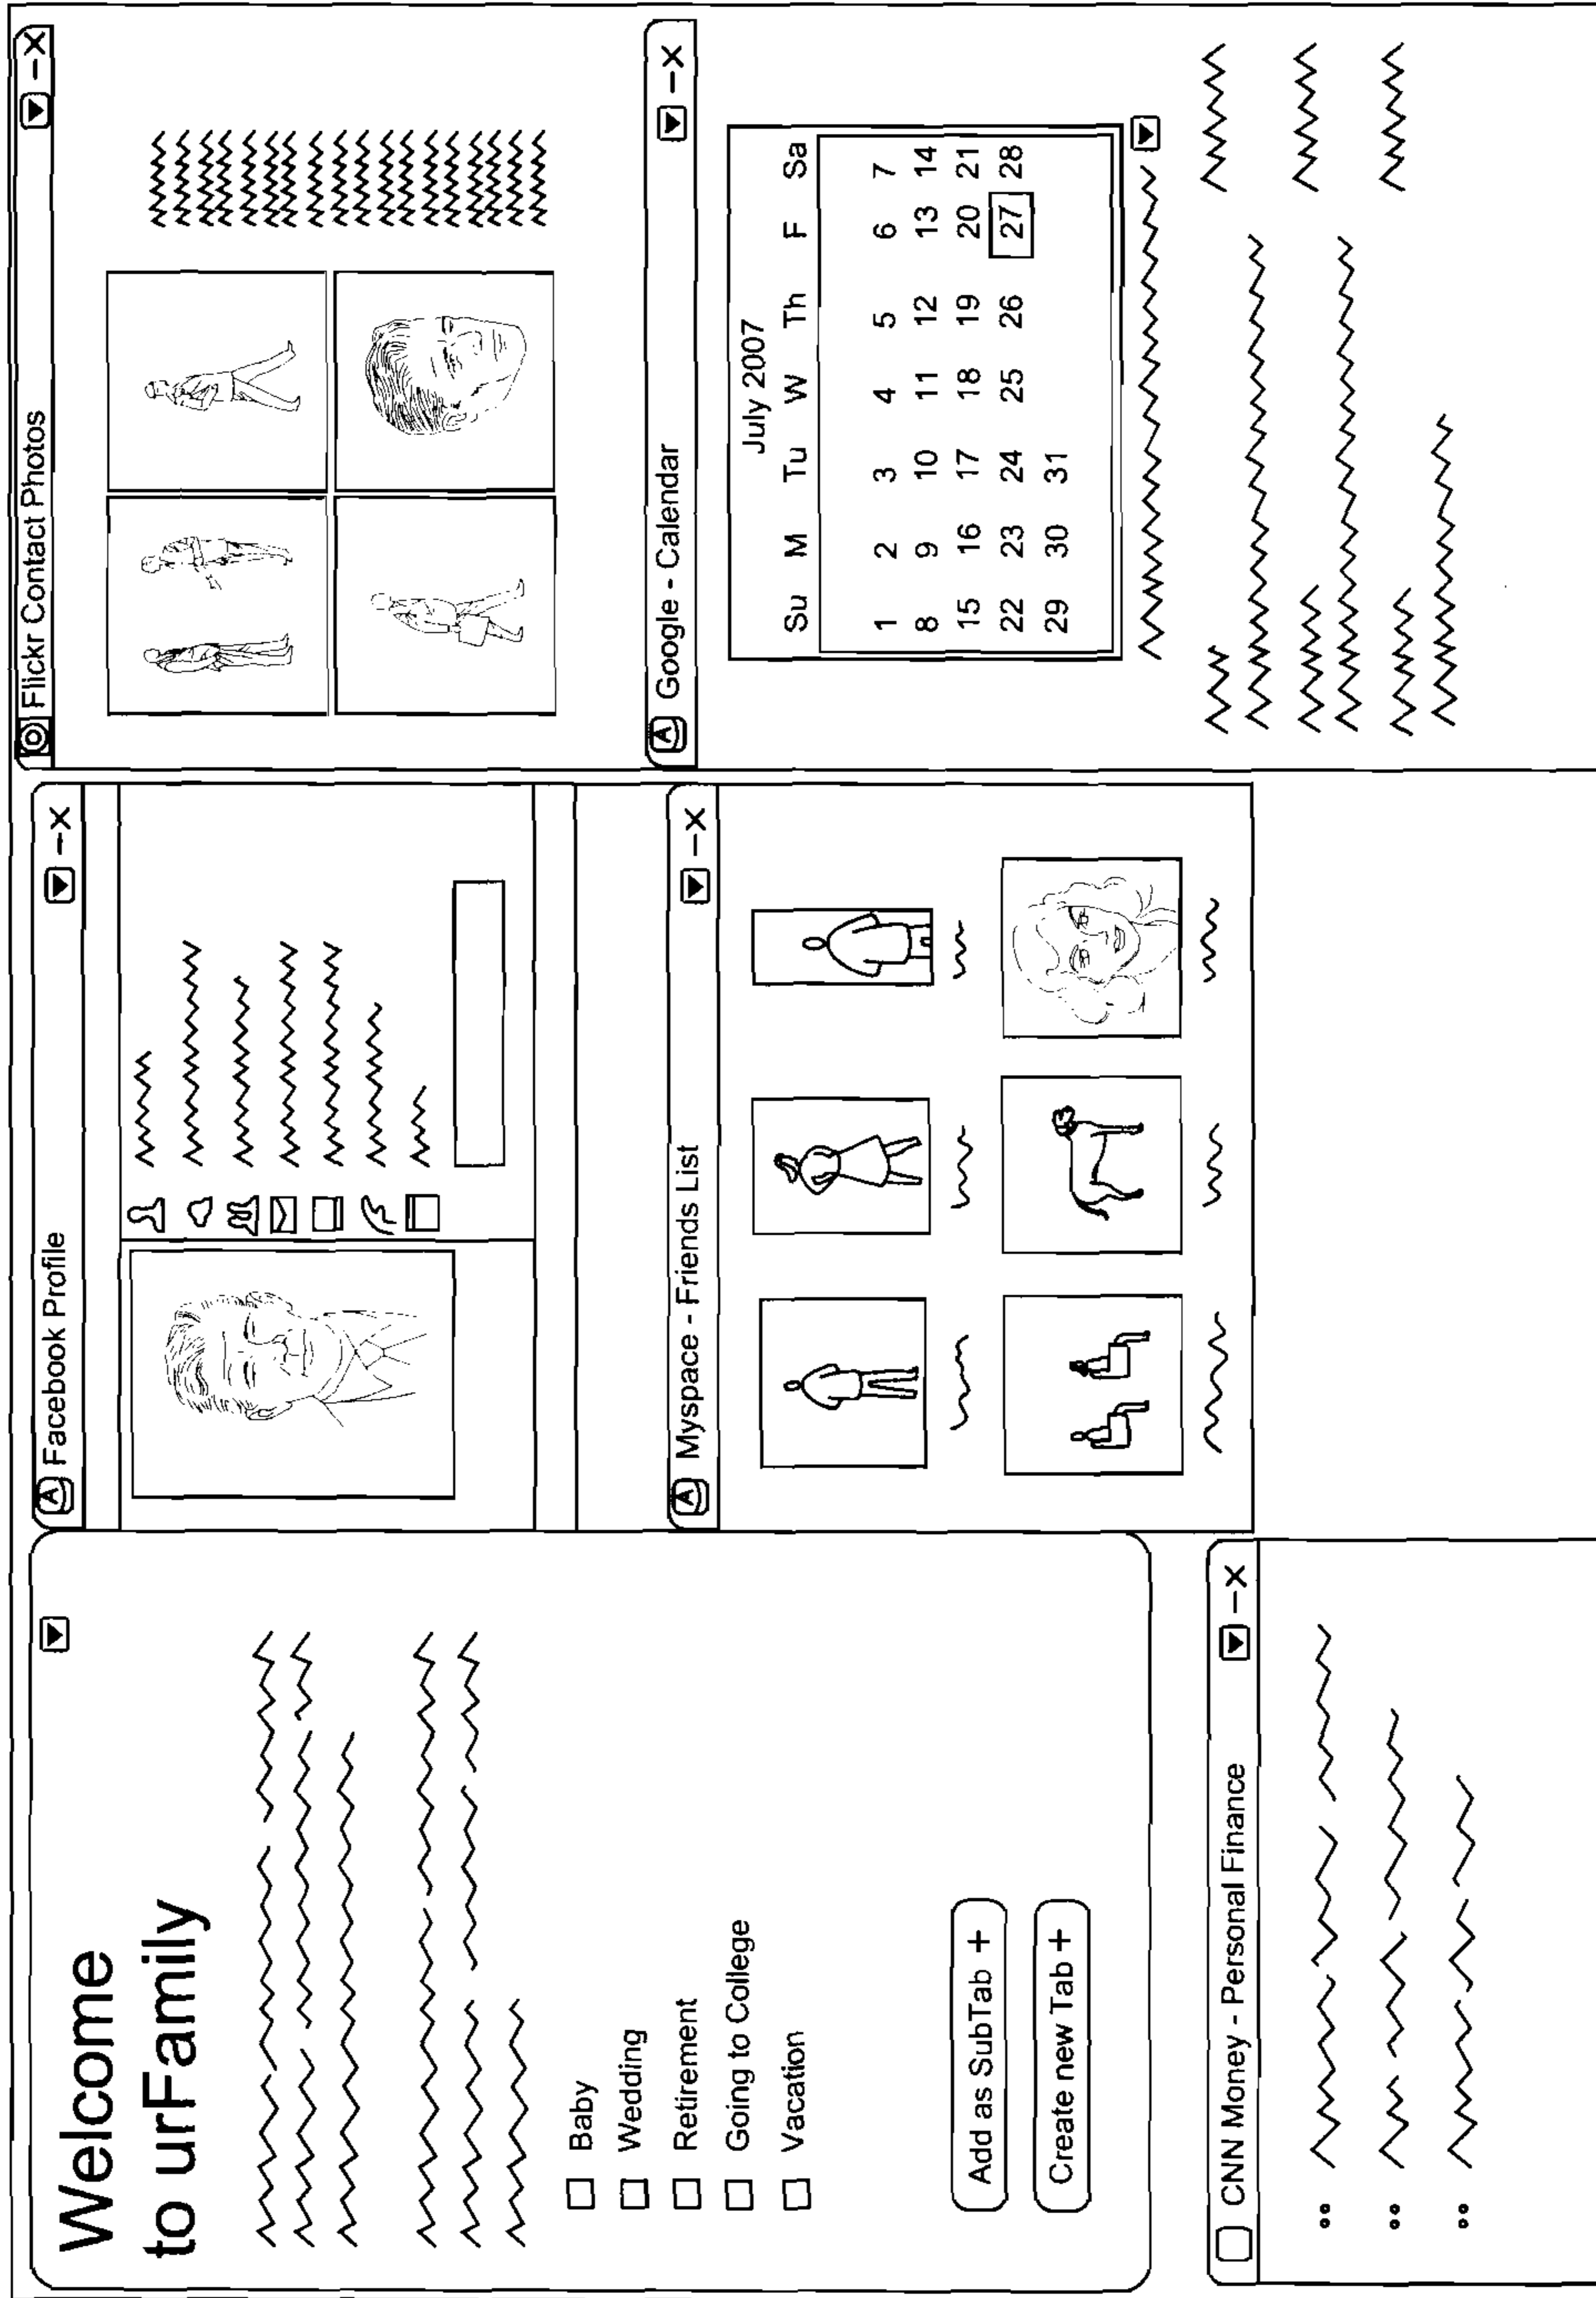 Welcome
to urFamily
Baby
Wedding
Retirement
Going to College
Vacation
Add as SubTab +
Create new Tab +
CNN Money - Personal Finance
A Facebook Profile
A Myspace - Friends List
Flickr Contact Photos
A Google - Calendar
July 2007
Su M Tu W Th F Sa
1 2 3 4 5 6 7
8 9 10 11 12 13 14
15 16 17 18 19 20 21
22 23 24 25 26 27 28
29 30 31